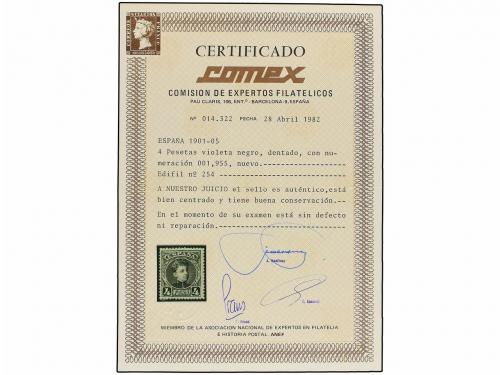 CERTIFICADO
comex
COMISION DE EXPERTOS FILATELICOS
PAU CLARIS, 106, ENT.º - BARCELONA-9, ESPAÑA
Nº 014.322 FECHA 28 Abril 1982
ESPAÑA 1901-05
4 Pesetas violeta negro, dentado, con nu-
meración 001,955, nuevo.
Edifil nº 254
A NUESTRO JUICIO el sello es auténtico, está
bien centrado y tiene buena conservación.
En el momento de su examen está sin defecto
ni reparación.
ESPAÑA
MIEMBRO DE LA ASOCIACION NACIONAL DE EXPERTOS EN FILATELIA
E HISTORIA POSTAL. ANEF